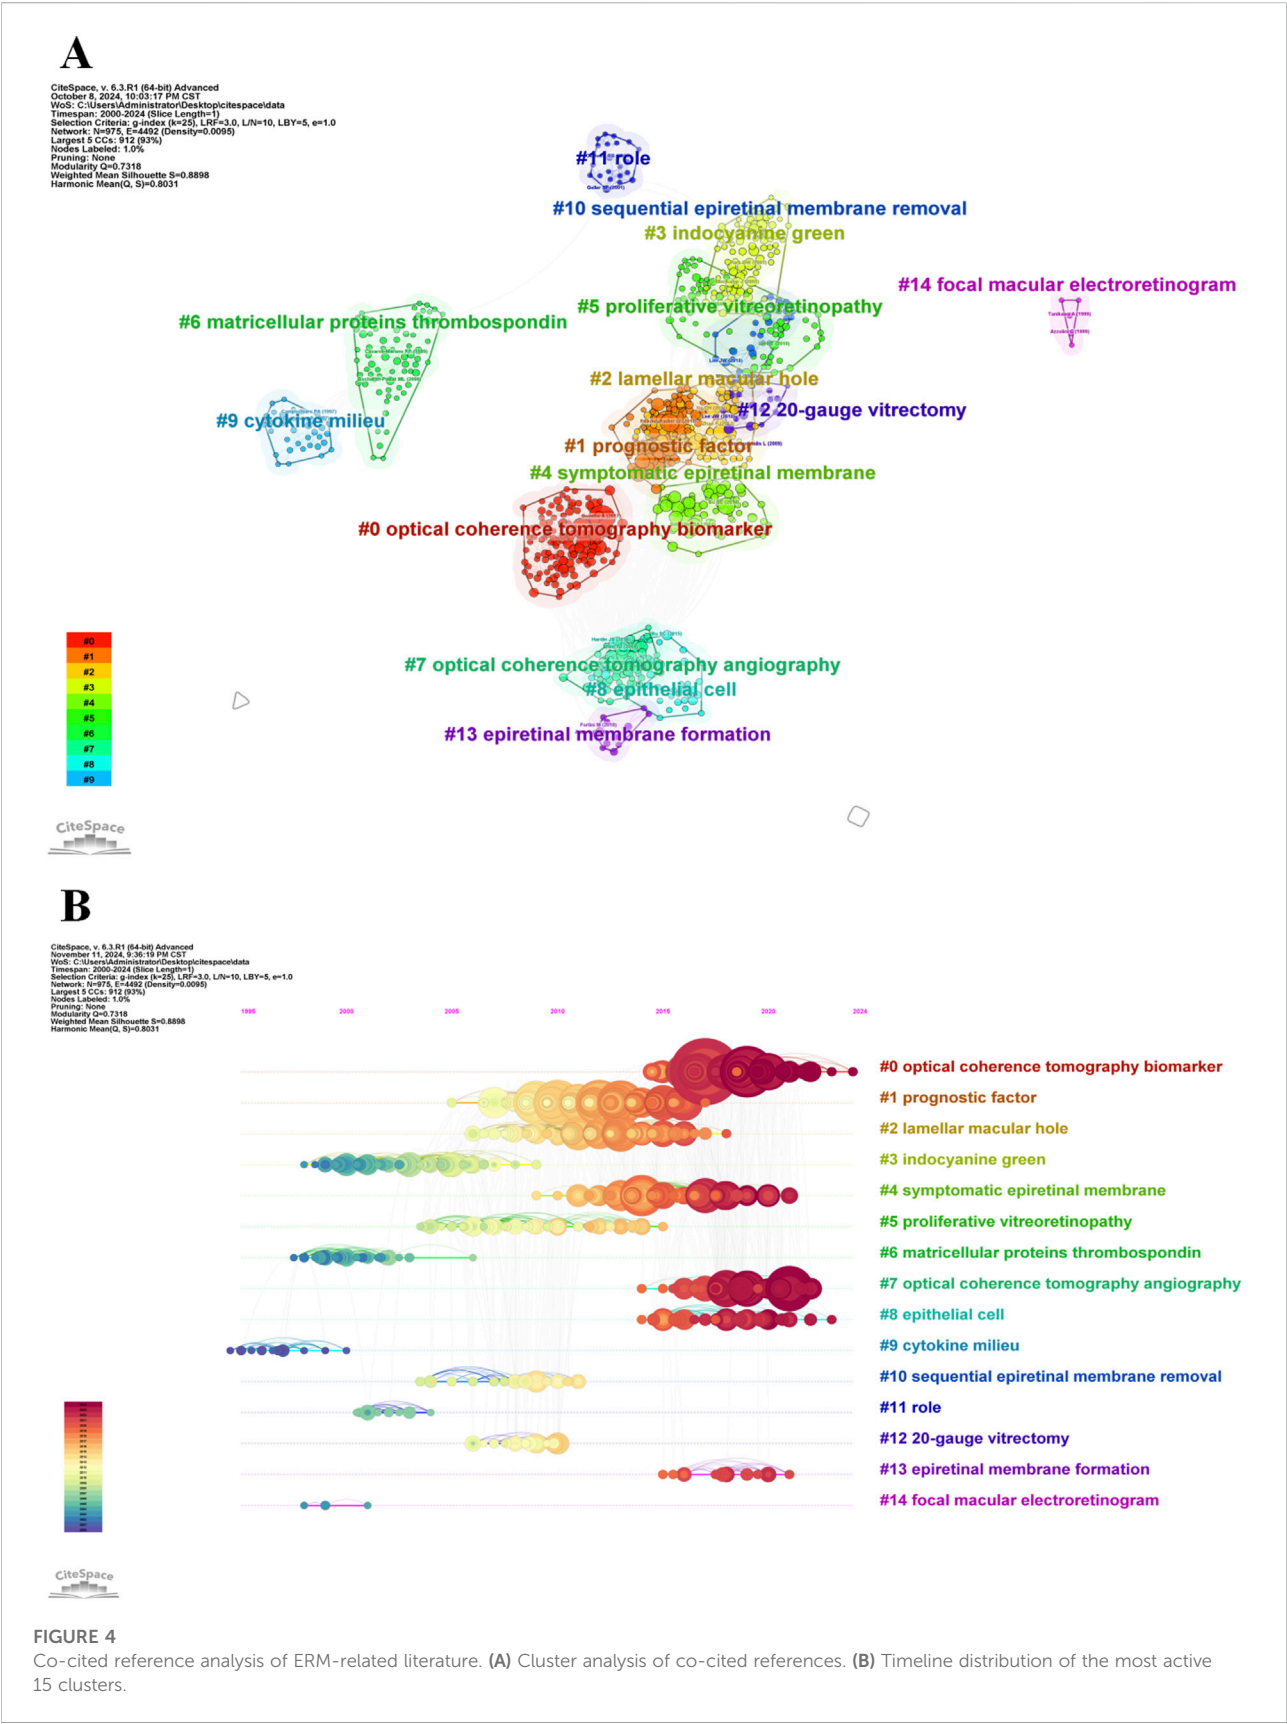 A
CiteSpace, v. 6.3.R1 (64-bit) Advanced
October 8, 2024, 10:03:17 PM CST
WoS: C:\Users\Administrator\Desktop\citespace\data
Timespan: 2000-2024 (Slice Length=1)
Selection Criteria: g-index (k=25), LRF=3.0, L/N=10, LBY=5, e=1.0
Network: N=975, E=4492 (Density=0.0095)
Largest 5 CCs: 912 (93%)
Nodes Labeled: 1.0%
Pruning: None
Modularity Q=0.7318
Weighted Mean Silhouette S=0.8898
Harmonic Mean(Q, S)=0.8031
#11 role
#10 sequential epiretinal membrane removal
#3 indocyanine green
#14 focal macular electroretinogram
#5 proliferative vitreoretinopathy
#6 matricellular proteins thrombospondin
#2 lamellar macular hole
#12 20-gauge vitrectomy
#9 cytokine milieu
#1 prognostic factor
#4 symptomatic epiretinal membrane
#0 optical coherence tomography biomarker
#7 optical coherence tomography angiography
#8 epithelial cell
#13 epiretinal membrane formation
#0
#1
#2
#3
#4
#5
#6
#7
#8
#9
CiteSpace
B
CiteSpace, v. 6.3.R1 (64-bit) Advanced
November 11, 2024, 9:36:19 PM CST
WoS: C:\Users\Administrator\Desktop\citespace\data
Timespan: 2000-2024 (Slice Length=1)
Selection Criteria: g-index (k=25), LRF=3.0, L/N=10, LBY=5, e=1.0
Network: N=975, E=4492 (Density=0.0095)
Largest 5 CCs: 912 (93%)
Nodes Labeled: 1.0%
Pruning: None
Modularity Q=0.7318
Weighted Mean Silhouette S=0.8898
Harmonic Mean(Q, S)=0.8031
1995 2000 2005 2010 2015 2020 2024
#0 optical coherence tomography biomarker
#1 prognostic factor
#2 lamellar macular hole
#3 indocyanine green
#4 symptomatic epiretinal membrane
#5 proliferative vitreoretinopathy
#6 matricellular proteins thrombospondin
#7 optical coherence tomography angiography
#8 epithelial cell
#9 cytokine milieu
#10 sequential epiretinal membrane removal
#11 role
#12 20-gauge vitrectomy
#13 epiretinal membrane formation
#14 focal macular electroretinogram
CiteSpace
FIGURE 4
Co-cited reference analysis of ERM-related literature. (A) Cluster analysis of co-cited references. (B) Timeline distribution of the most active
15 clusters.